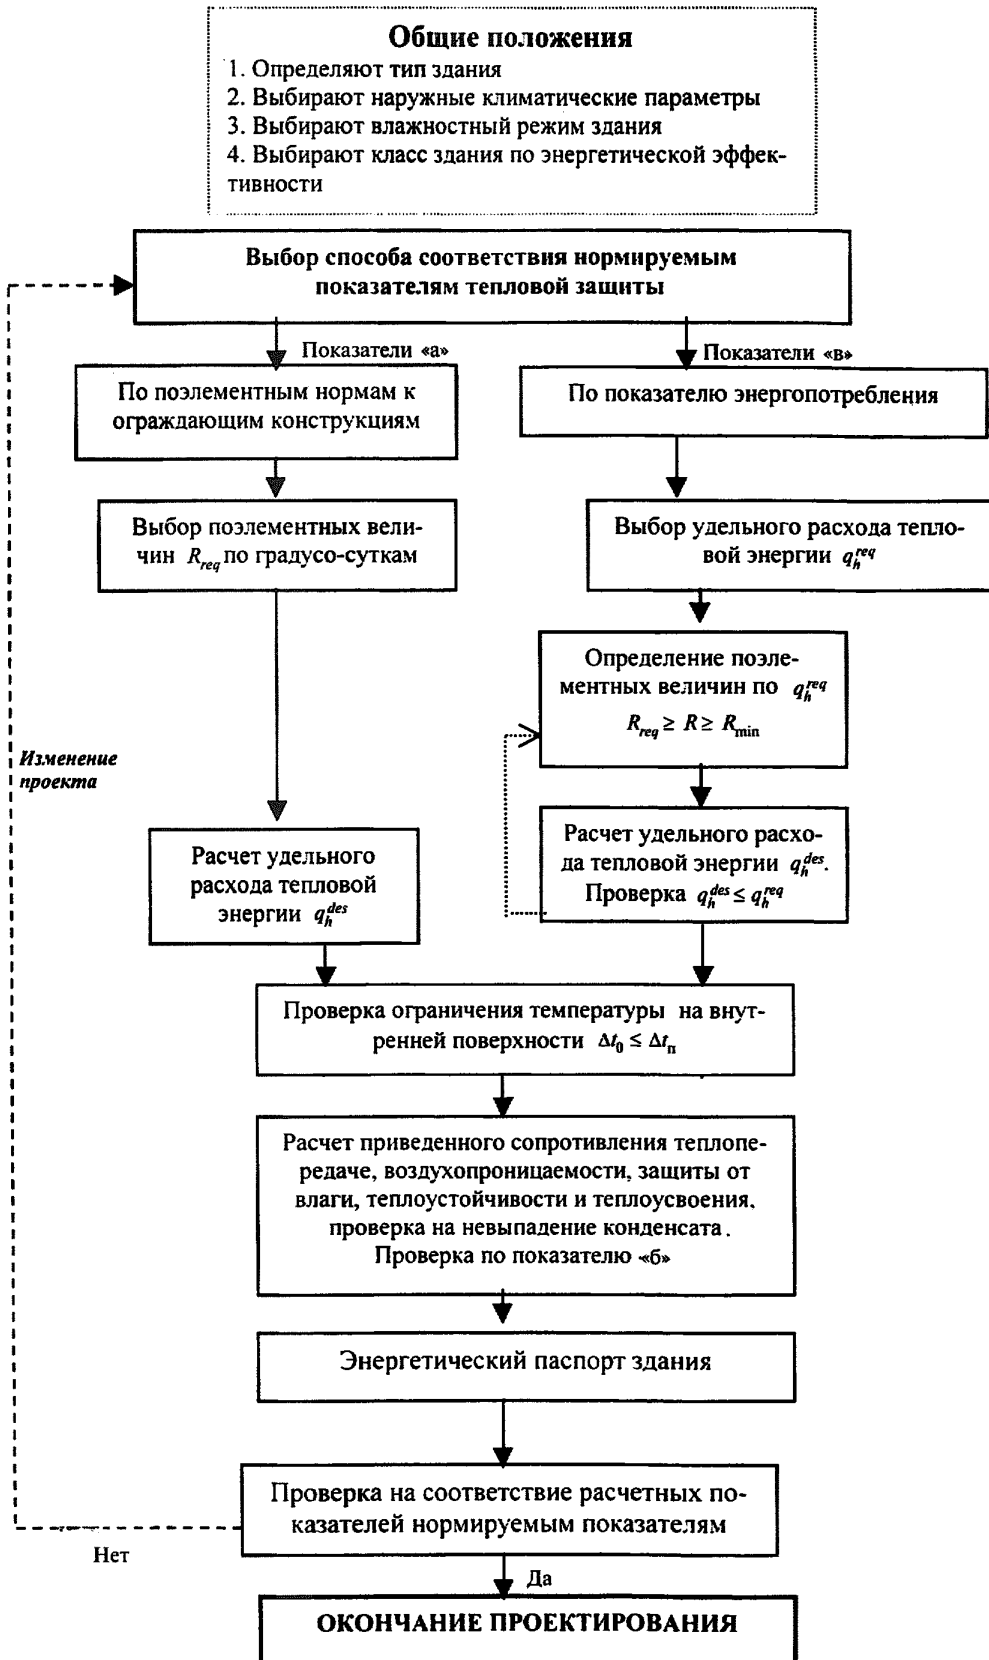 Общие положения
1. Определяют тип здания
2. Выбирают наружные климатические параметры
3. Выбирают влажностный режим здания
4. Выбирают класс здания по энергетической эффек-
тивности
Выбор способа соответствия нормируемым
показателям тепловой защиты
Показатели «а»
Показатели «в»
По поэлементным нормам к
ограждающим конструкциям
По показателю энергопотребления
Выбор поэлементных вели-
чин R_req по градусо-суткам
Выбор удельного расхода тепло-
вой энергии q_h^req
Определение поэле-
ментных величин по q_h^req
R_req ≥ R ≥ R_min
Изменение
проекта
Расчет удельного
расхода тепловой
энергии q_h^des
Расчет удельного расхо-
да тепловой энергии q_h^des.
Проверка q_h^des ≤ q_h^req
Проверка ограничения температуры на внут-
ренней поверхности Δt_0 ≤ Δt_п
Расчет приведенного сопротивления теплопе-
редаче, воздухопроницаемости, защиты от
влаги, теплоустойчивости и теплоусвоения,
проверка на невыпадение конденсата.
Проверка по показателю «б»
Энергетический паспорт здания
Проверка на соответствие расчетных по-
казателей нормируемым показателям
Нет
Да
ОКОНЧАНИЕ ПРОЕКТИРОВАНИЯ